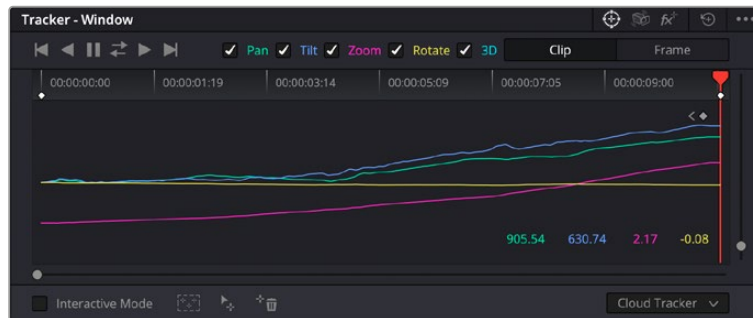 Tracker - Window
fx
Pan Tilt Zoom Rotate 3D Clip Frame
00:00:00:00 00:00:01:19 00:00:03:14 00:00:05:09 00:00:07:05 00:00:09:00
905.54 630.74 2.17 -0.08
Interactive Mode Cloud Tracker